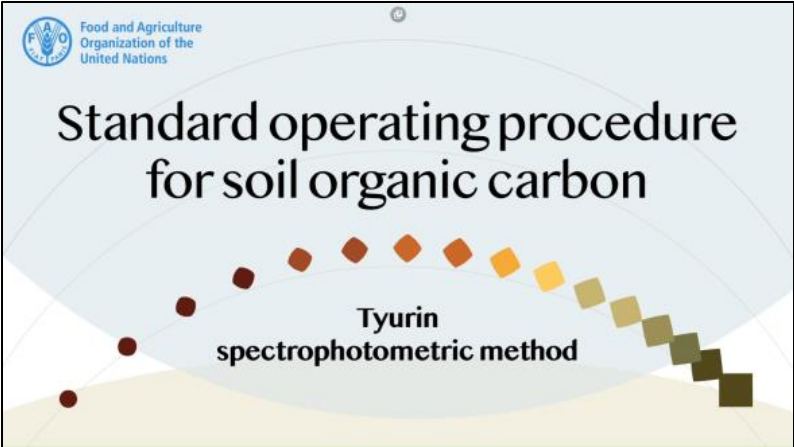 Food and Agriculture
Organization of the
United Nations
Standard operating procedure
for soil organic carbon
Tyurin
spectrophotometric method